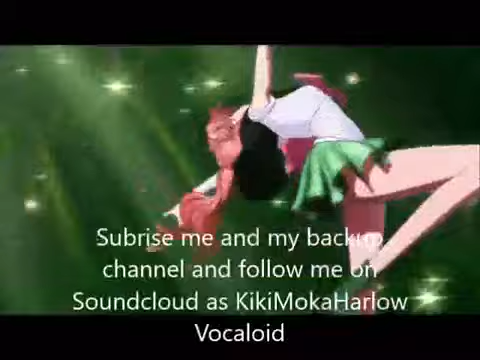 Subrise me and my backup
channel and follow me on
Soundcloud as KikiMokaHarlow
Vocaloid